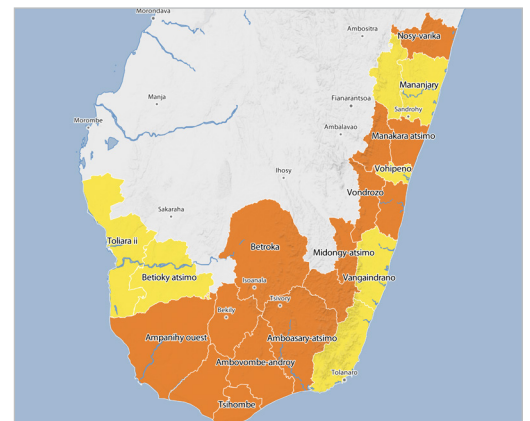 Morondava
Ambositra
Nosy-varika
Manja
Mananjary
Fianarantsoa
Sandrohy
Morombe
Ambalavao
Manakara atsimo
Ihosy
Vohipeno
Vondrozo
Sakaraha
Toliara ii
Betroka
Midongy-atsimo
Betioky atsimo
Isoanala
Vangaindrano
Tsivory
Bekily
Ampanihy ouest
Amboasary-atsimo
Ambovombe-androy
Tolanaro
Tsihombe